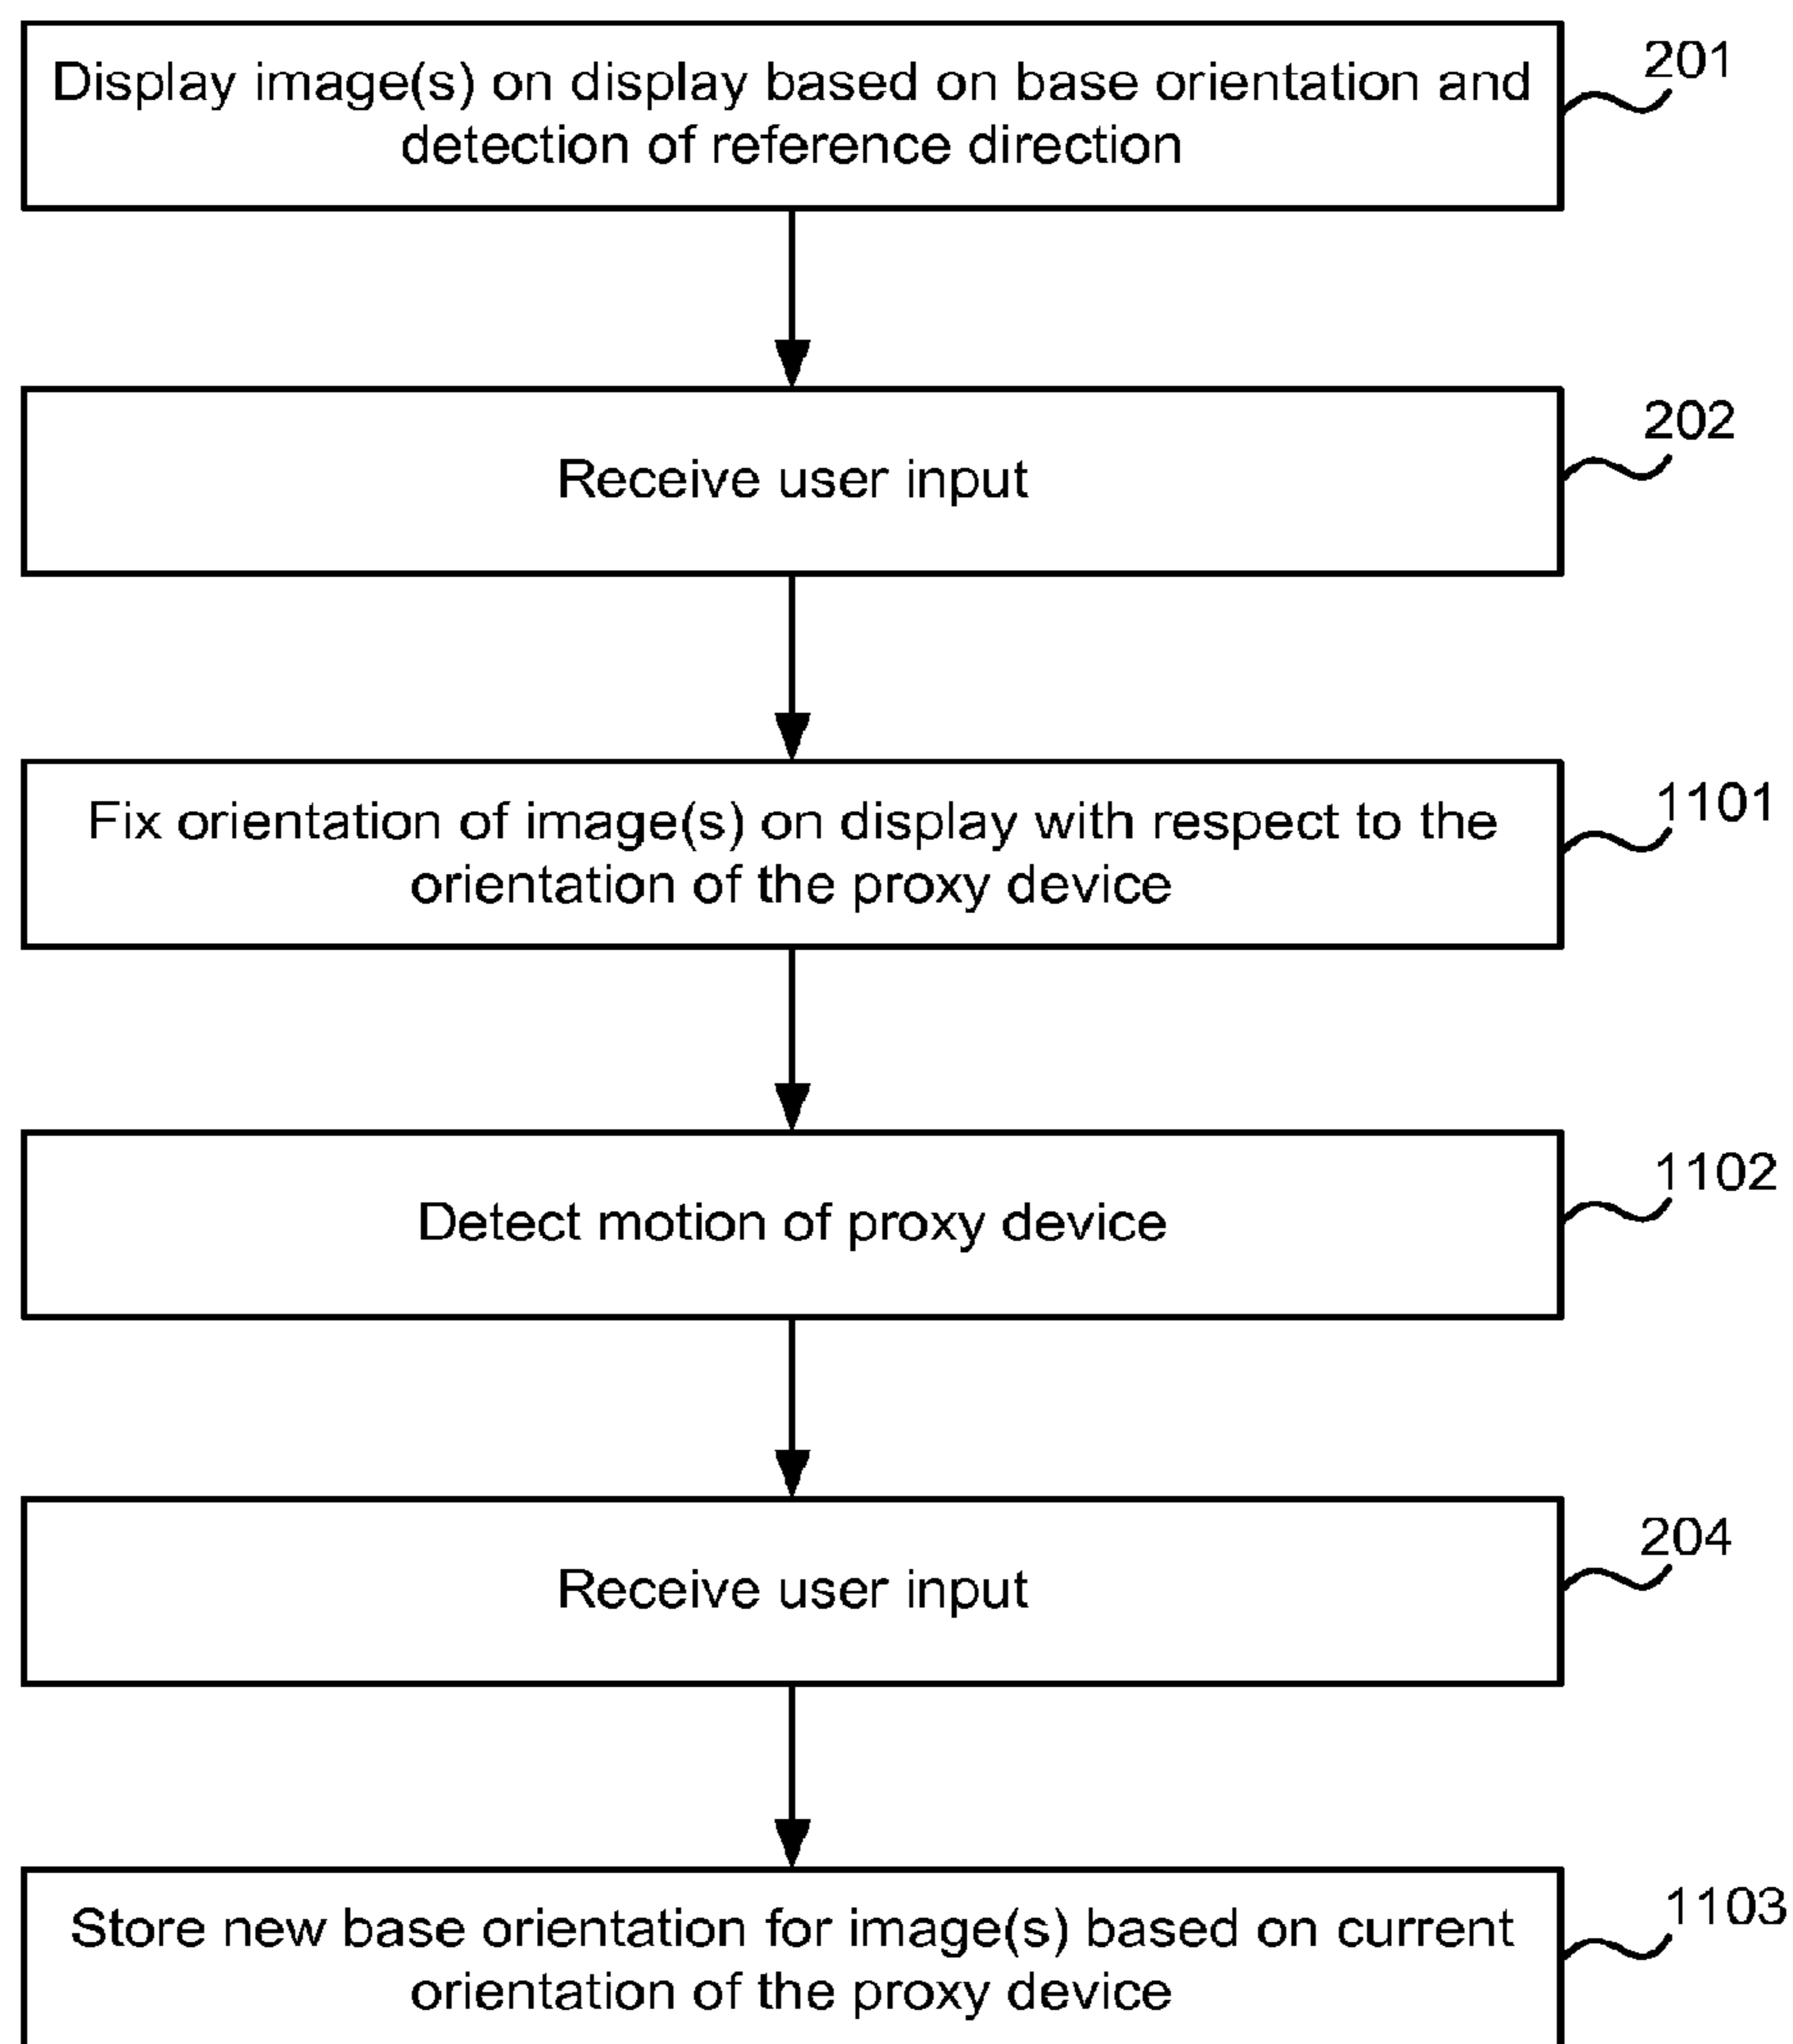 Display image(s) on display based on base orientation and
detection of reference direction
201
Receive user input
202
Fix orientation of image(s) on display with respect to the
orientation of the proxy device
1101
Detect motion of proxy device
1102
Receive user input
204
Store new base orientation for image(s) based on current
orientation of the proxy device
1103